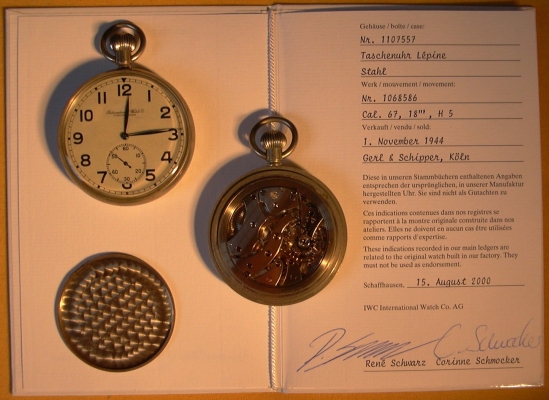 12
1
2
3
4
5
7
8
9
10
11
60
30
Gehäuse / boîte / case:
Nr. 1107557
Taschenuhr Lépine
Stahl
Werk / mouvement / movement:
Nr. 1068586
Cal. 67, 18''', H 5
Verkauft / vendu / sold:
1. November 1944
Gerl & Schipper, Köln
Diese in unseren Stammbüchern enthaltenen Angaben
entsprechen der ursprünglichen, in unserer Manufaktur
hergestellten Uhr. Sie sind nicht als Gutachten zu
verwenden.
Ces indications contenues dans nos registres se
rapportent à la montre originale construite dans nos
ateliers. Elles ne doivent en aucun cas être utilisées
comme rapports d'expertise.
These indications recorded in our main ledgers are
related to the original watch built in our factory. They
must not be used as endorsement.
Schaffhausen, 15. August 2000
IWC International Watch Co. AG
René Schwarz Corinne Schmocker